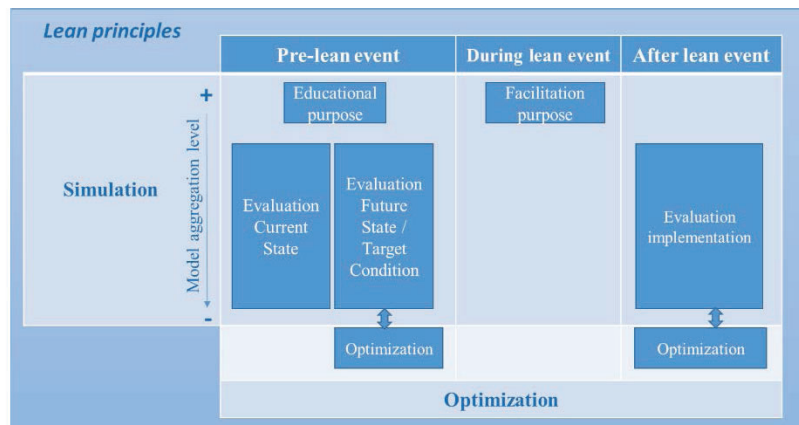 Lean principles
Pre-lean event
During lean event
After lean event
+
Educational
purpose
Facilitation
purpose
Simulation
Model aggregation level
Evaluation
Current
State
Evaluation
Future
State /
Target
Condition
Evaluation
implementation
-
Optimization
Optimization
Optimization